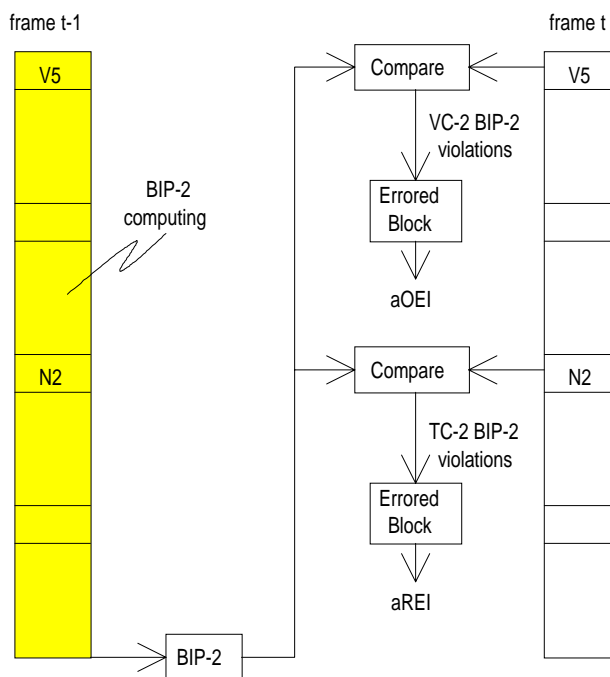 frame t-1
frame t
V5
Compare
V5
VC-2 BIP-2
violations
BIP-2
computing
Errored
Block
aOEI
N2
Compare
N2
TC-2 BIP-2
violations
Errored
Block
aREI
BIP-2